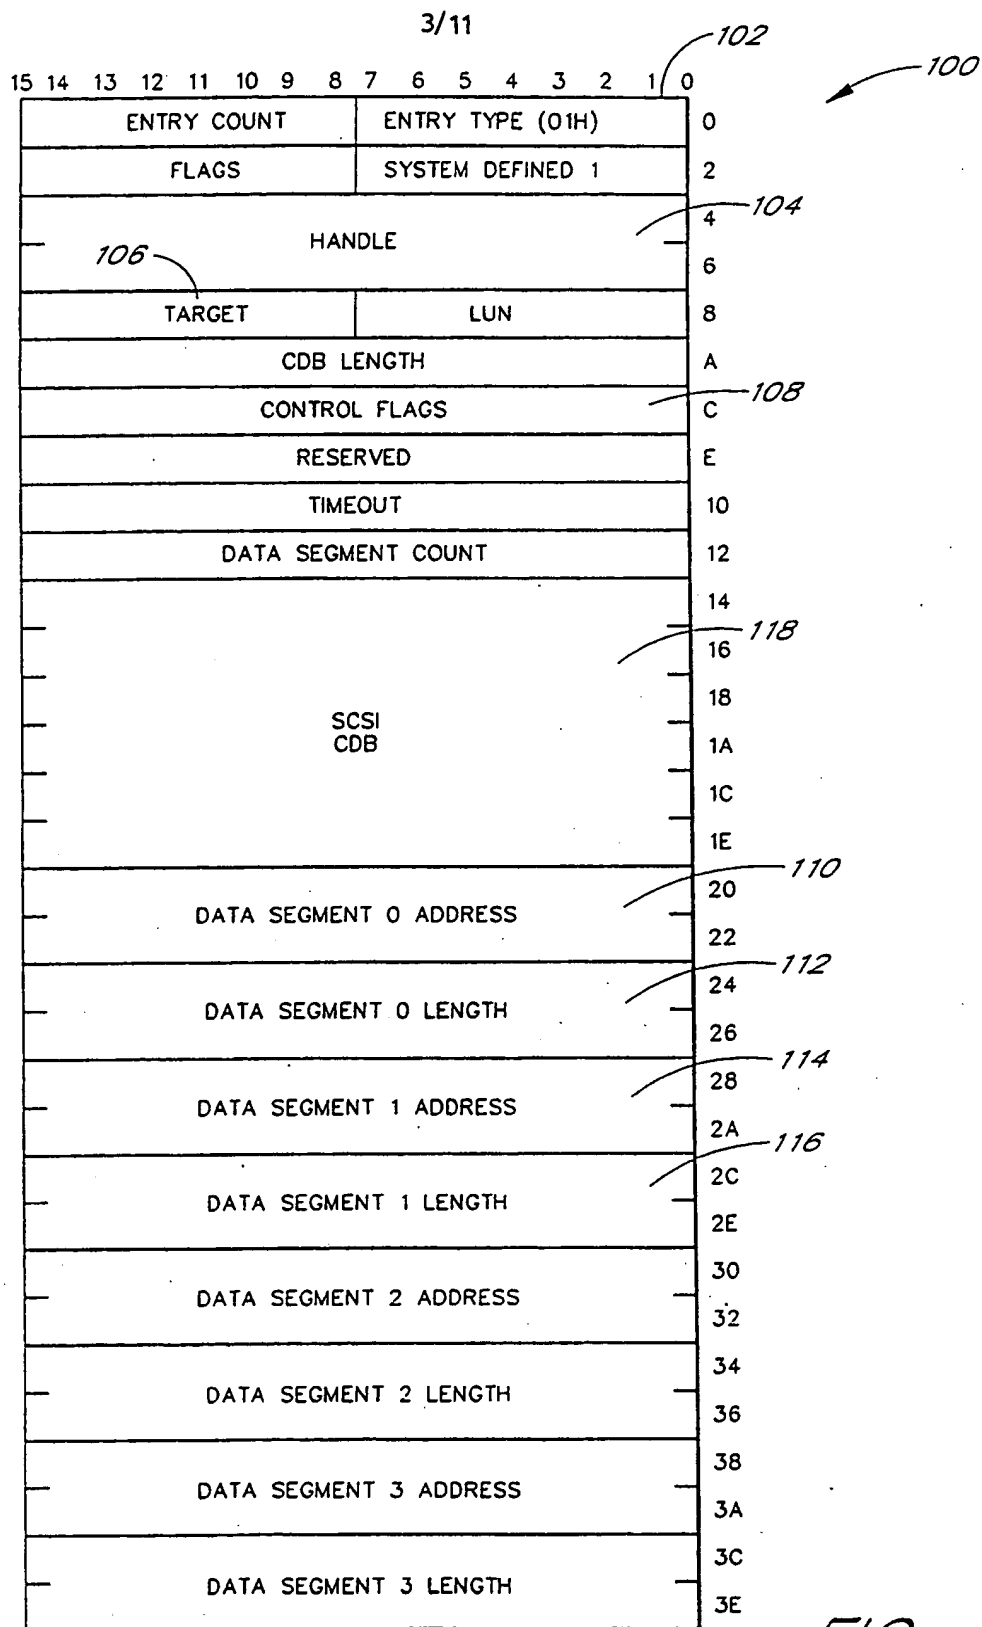 3/11
102
100
15 14 13 12 11 10 9 8 7 6 5 4 3 2 1 0
ENTRY COUNT ENTRY TYPE (01H) 0
FLAGS SYSTEM DEFINED 1 2
4 104
HANDLE
106
6
TARGET LUN 8
CDB LENGTH A
108
CONTROL FLAGS C
RESERVED E
TIMEOUT 10
DATA SEGMENT COUNT 12
14
118
16
18
SCSI
CDB 1A
1C
1E
110
20
DATA SEGMENT 0 ADDRESS
22
112
24
DATA SEGMENT 0 LENGTH
26
114
28
DATA SEGMENT 1 ADDRESS
2A
116
2C
DATA SEGMENT 1 LENGTH
2E
30
DATA SEGMENT 2 ADDRESS
32
34
DATA SEGMENT 2 LENGTH
36
38
DATA SEGMENT 3 ADDRESS
3A
3C
DATA SEGMENT 3 LENGTH
3E